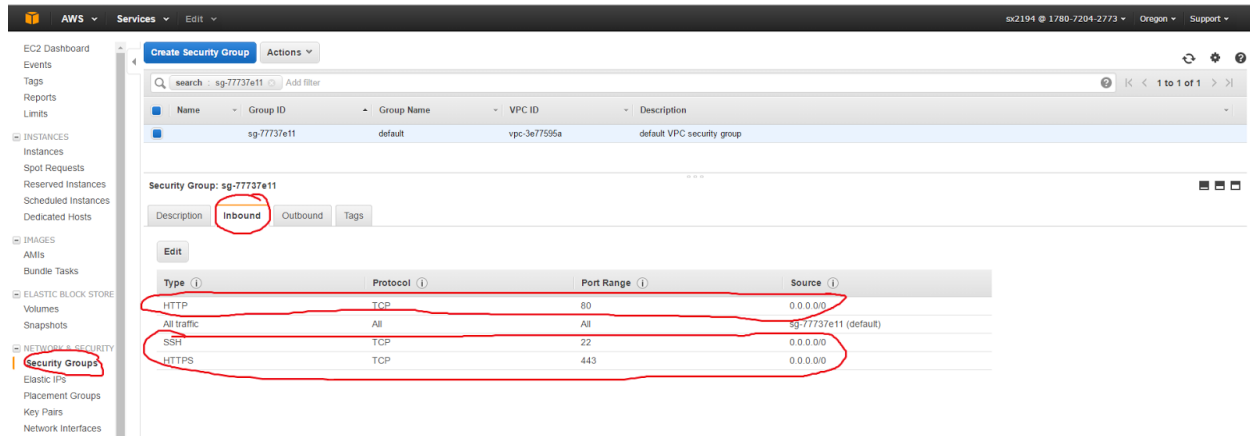 AWS Services Edit sx2194 @ 1780-7204-2773 Oregon Support
EC2 Dashboard
Events
Tags
Reports
Limits
INSTANCES
Instances
Spot Requests
Reserved Instances
Scheduled Instances
Dedicated Hosts
IMAGES
AMIs
Bundle Tasks
ELASTIC BLOCK STORE
Volumes
Snapshots
NETWORK & SECURITY
Security Groups
Elastic IPs
Placement Groups
Key Pairs
Network Interfaces
Create Security Group Actions
search : sg-77737e11 Add filter 1 to 1 of 1
Name Group ID Group Name VPC ID Description
sg-77737e11 default vpc-3e77595a default VPC security group
Security Group: sg-77737e11
Description Inbound Outbound Tags
Edit
Type Protocol Port Range Source
HTTP TCP 80 0.0.0.0/0
All traffic All All sg-77737e11 (default)
SSH TCP 22 0.0.0.0/0
HTTPS TCP 443 0.0.0.0/0